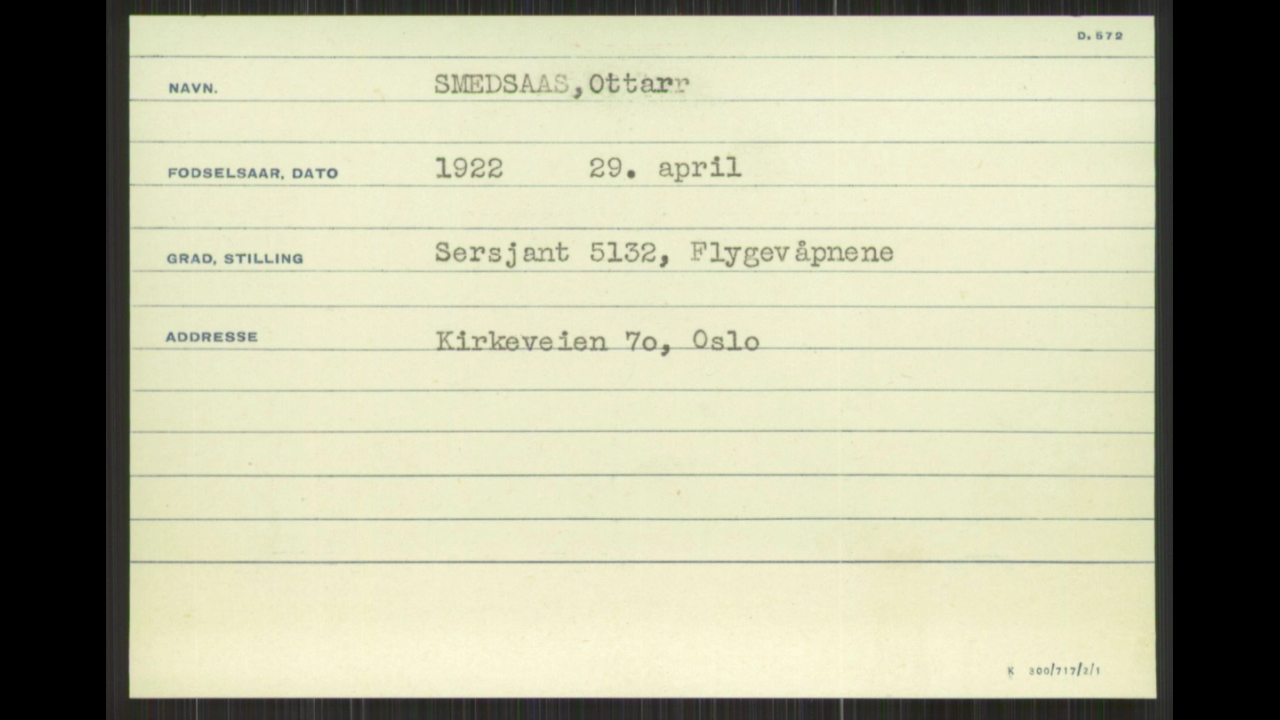 D. 572
NAVN. SMEDSAAS,Ottarr
FODSELSAAR, DATO 1922 29. april
GRAD, STILLING Sersjant 5132, Flygevåpnene
ADDRESSE Kirkeveien 7o, Oslo
K 300/717/2/1